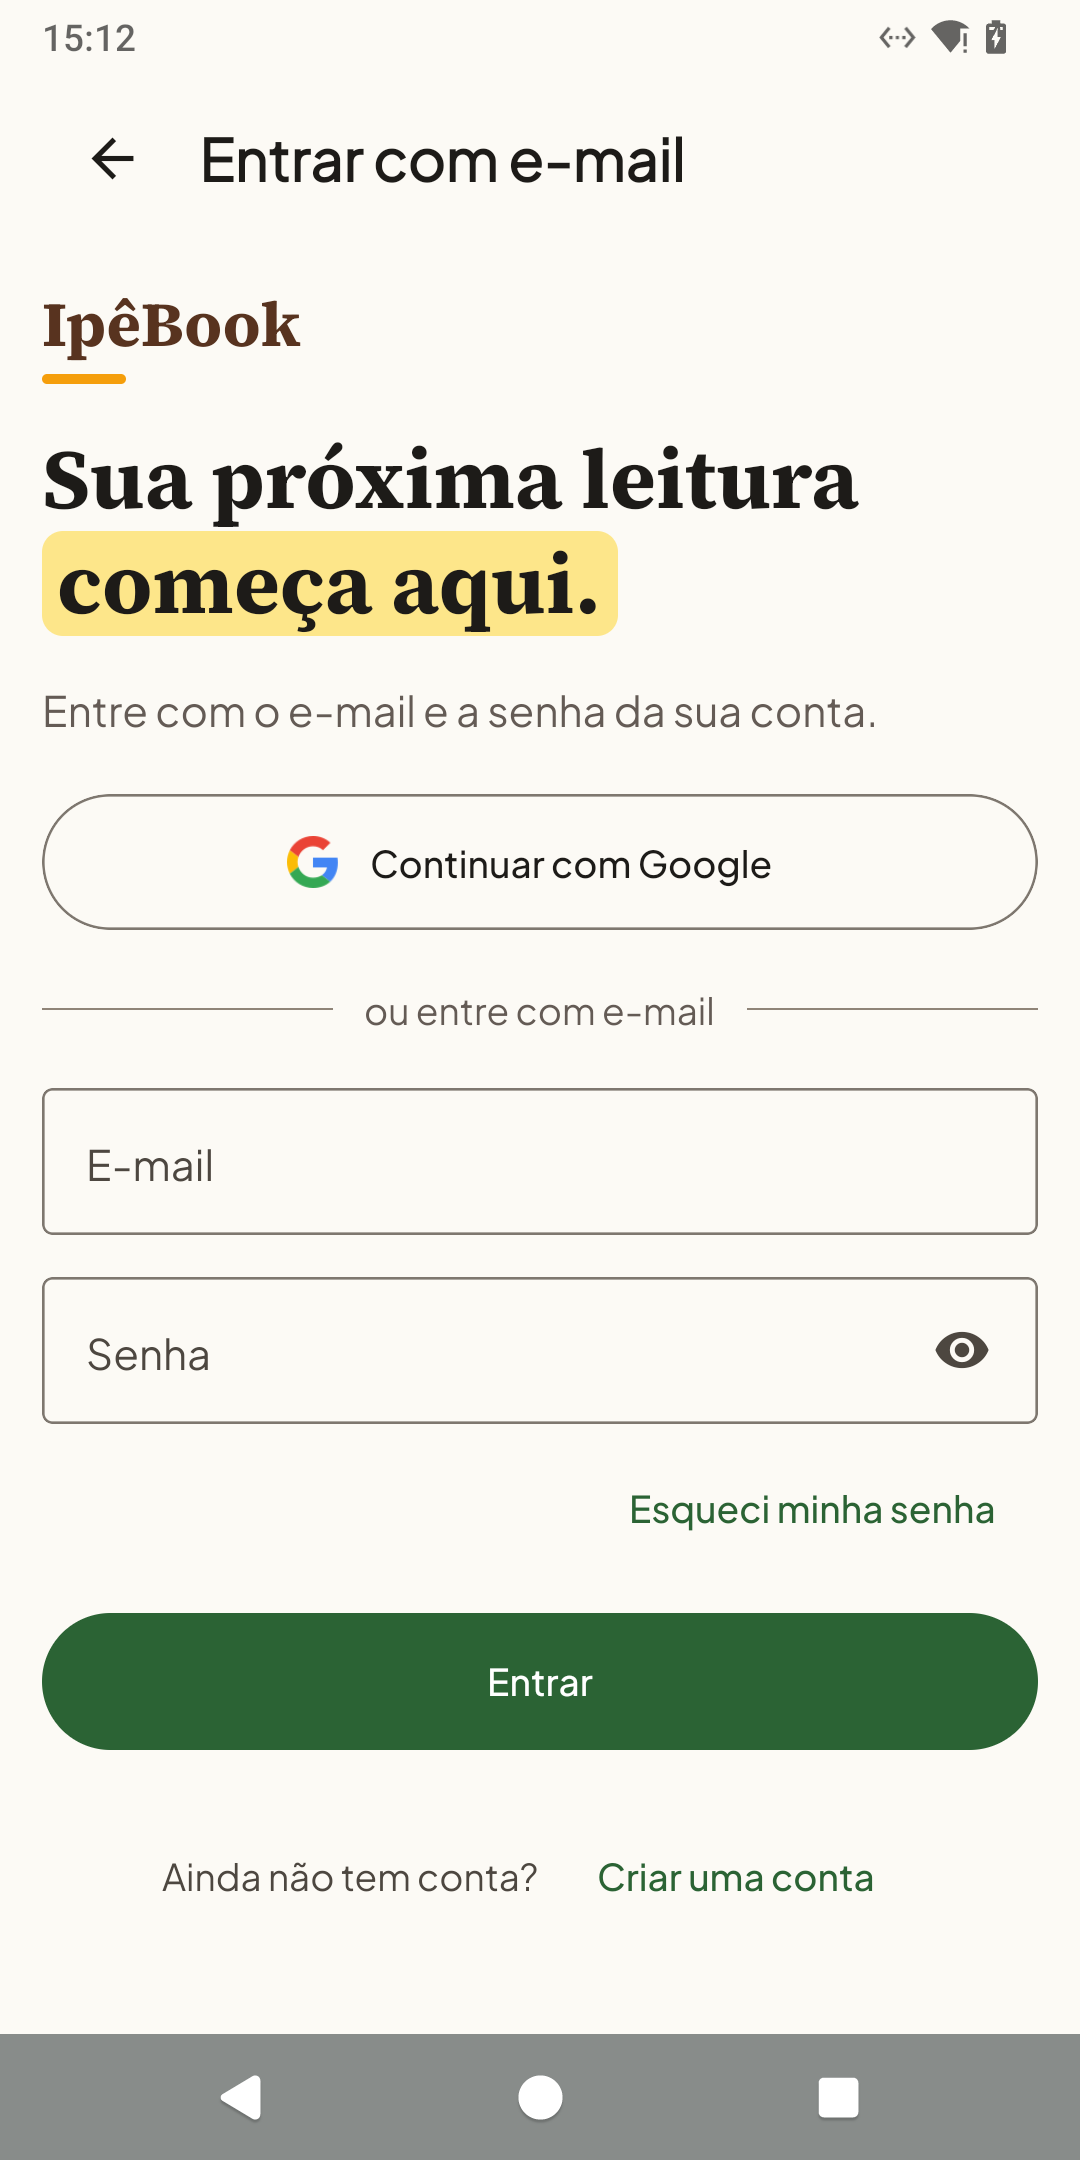 15:12
Entrar com e-mail
IpêBook
Sua próxima leitura
começa aqui.
Entre com o e-mail e a senha da sua conta.
Continuar com Google
ou entre com e-mail
E-mail
Senha
Esqueci minha senha
Entrar
Ainda não tem conta? Criar uma conta